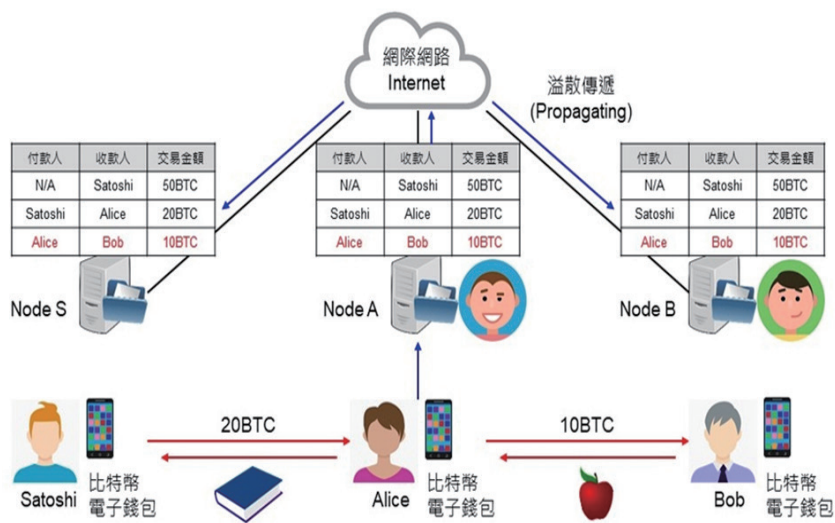 網際網路
Internet
溢散傳遞
(Propagating)
付款人 收款人 交易金額
N/A Satoshi 50BTC
Satoshi Alice 20BTC
Alice Bob 10BTC
付款人 收款人 交易金額
N/A Satoshi 50BTC
Satoshi Alice 20BTC
Alice Bob 10BTC
付款人 收款人 交易金額
N/A Satoshi 50BTC
Satoshi Alice 20BTC
Alice Bob 10BTC
Node S
Node A
Node B
20BTC
10BTC
Satoshi
比特幣
電子錢包
Alice
比特幣
電子錢包
Bob
比特幣
電子錢包